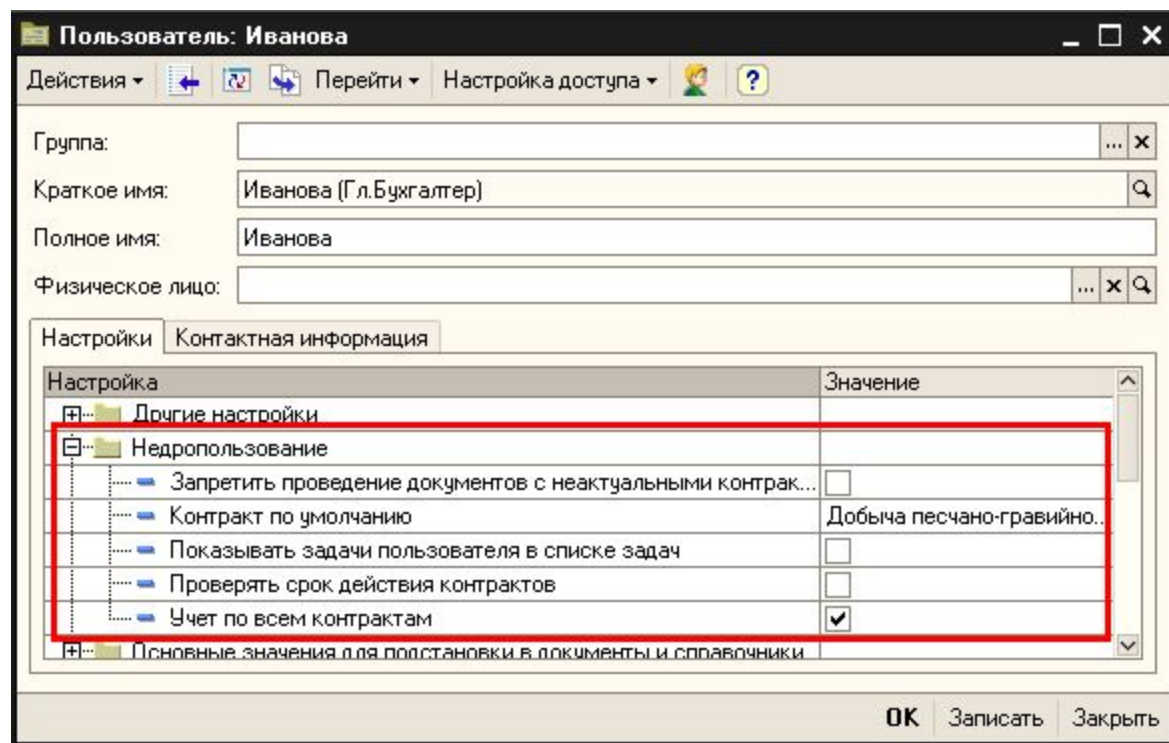 Пользователь: Иванова
Действия Перейти Настройка доступа ?
Группа: ...
Краткое имя: Иванова (Гл.Бухгалтер)
Полное имя: Иванова
Физическое лицо: ...
Настройки Контактная информация
Настройка Значение
Другие настройки
Недропользование
Запретить проведение документов с неактуальными контрак...
Контракт по умолчанию Добыча песчано-гравийно..
Показывать задачи пользователя в списке задач
Проверять срок действия контрактов
Учет по всем контрактам
Основные значения для подстановки в документы и справочники
OK Записать Закрыть